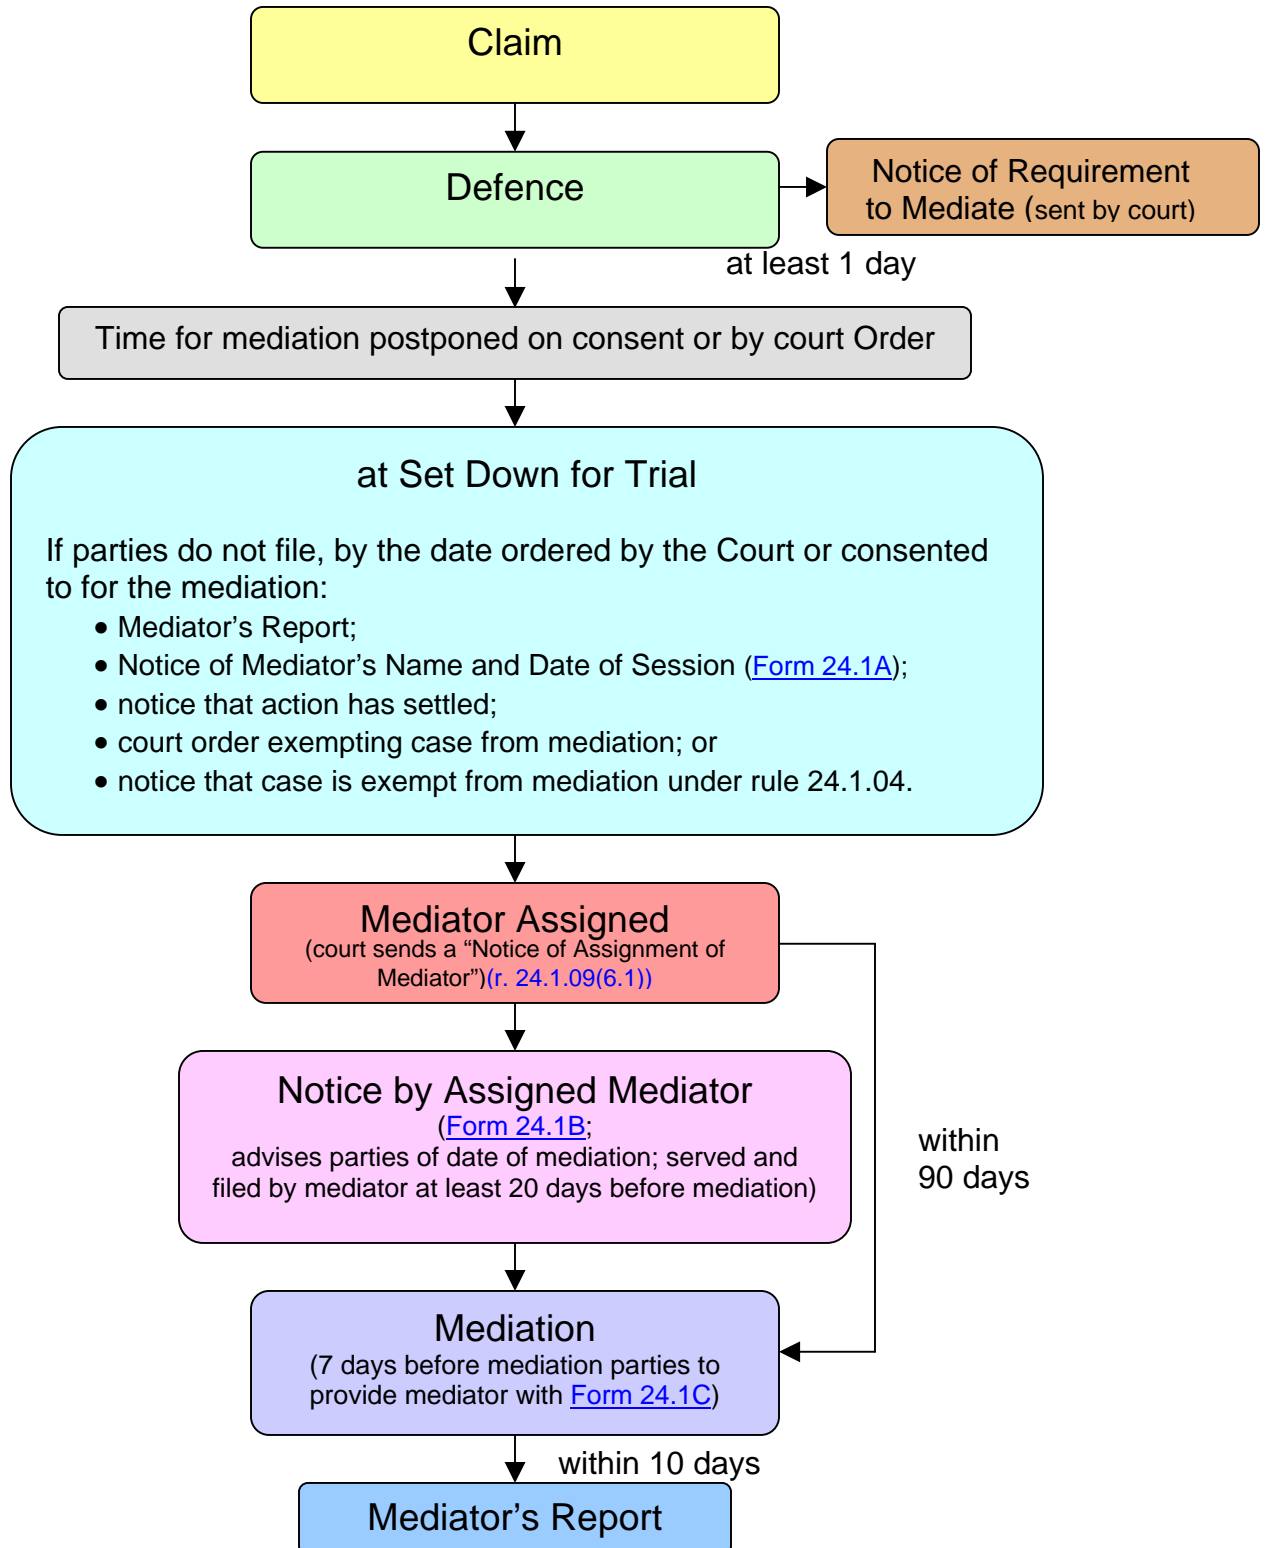 Claim
Defence
Notice of Requirement
to Mediate (sent by court)
at least 1 day
Time for mediation postponed on consent or by court Order
at Set Down for Trial
If parties do not file, by the date ordered by the Court or consented
to for the mediation:
• Mediator’s Report;
• Notice of Mediator’s Name and Date of Session (Form 24.1A);
• notice that action has settled;
• court order exempting case from mediation; or
• notice that case is exempt from mediation under rule 24.1.04.
Mediator Assigned
(court sends a “Notice of Assignment of
Mediator”)(r. 24.1.09(6.1))
Notice by Assigned Mediator
(Form 24.1B;
advises parties of date of mediation; served and
filed by mediator at least 20 days before mediation)
within
90 days
Mediation
(7 days before mediation parties to
provide mediator with Form 24.1C)
within 10 days
Mediator’s Report